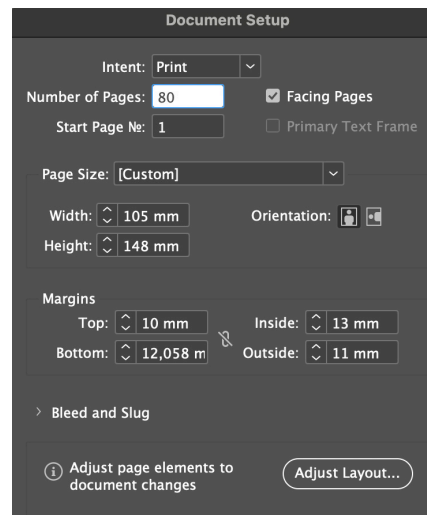 Document Setup
Intent: Print
Number of Pages: 80
Facing Pages
Start Page №: 1
Primary Text Frame
Page Size: [Custom]
Width: 105 mm
Orientation:
Height: 148 mm
Margins
Top: 10 mm
Inside: 13 mm
Bottom: 12,058 m
Outside: 11 mm
Bleed and Slug
Adjust page elements to
document changes
Adjust Layout...